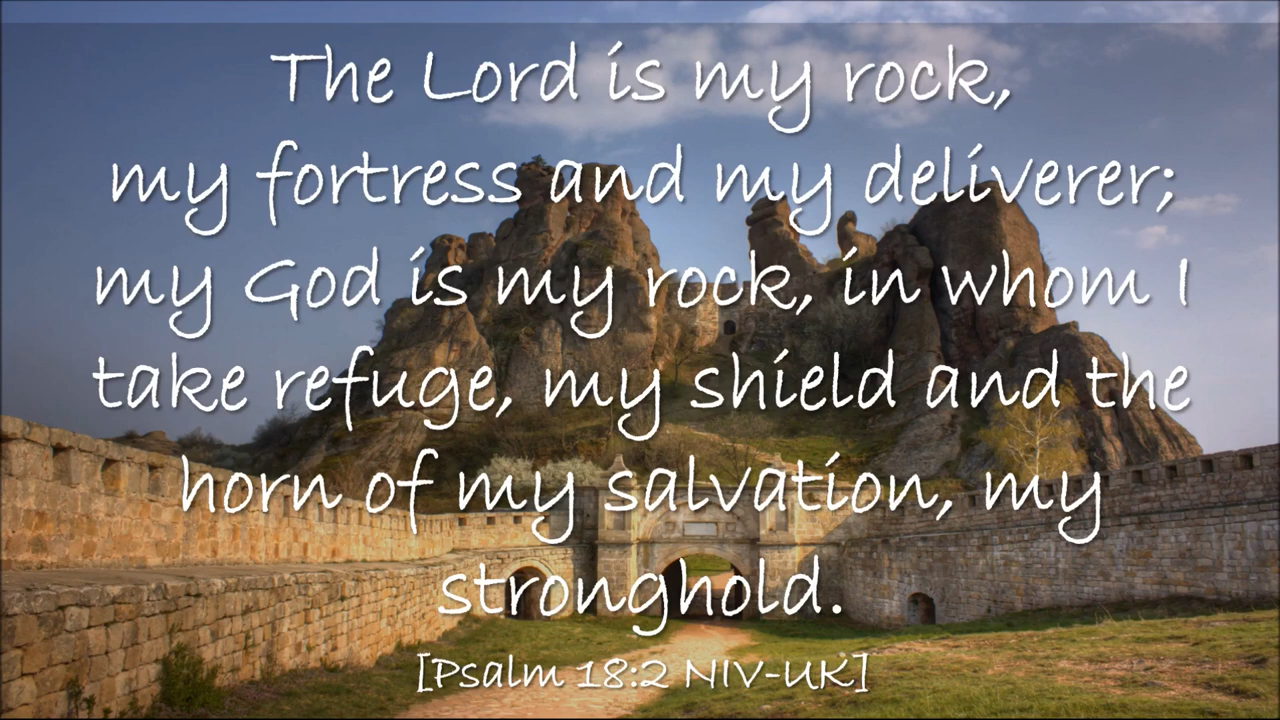 The Lord is my rock,
my fortress and my deliverer;
my God is my rock, in whom I
take refuge, my shield and the
horn of my salvation, my
stronghold.
[Psalm 18:2 NIV-UK]